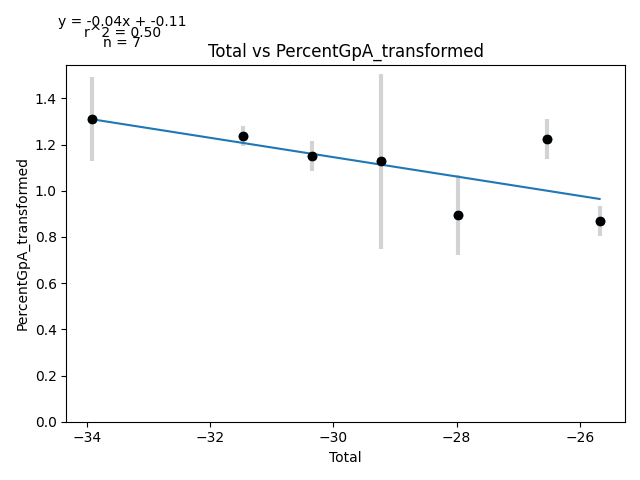 y = -0.04x + -0.11
r^2 = 0.50
n = 7
Total vs PercentGpA_transformed
PercentGpA_transformed
1.4
1.2
1.0
0.8
0.6
0.4
0.2
0.0
−34
−32
−30
−28
−26
Total